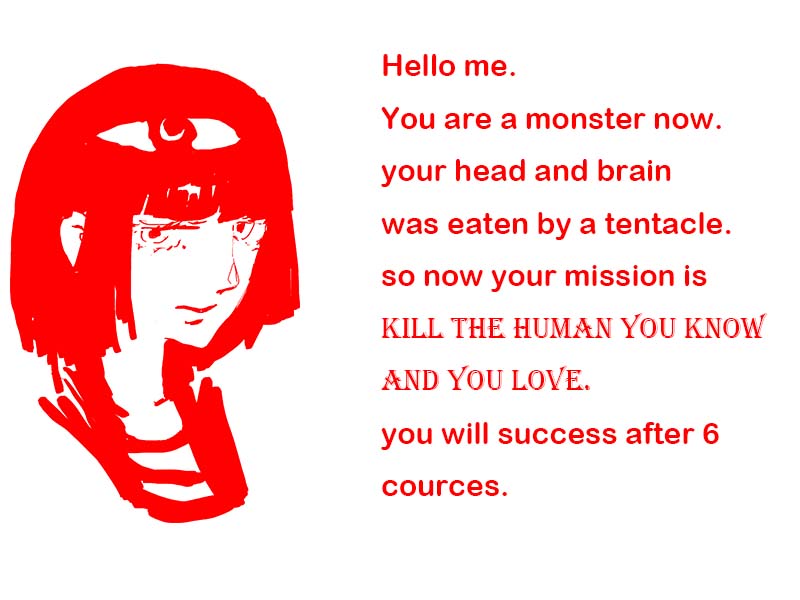 Hello me.
You are a monster now.
your head and brain
was eaten by a tentacle.
so now your mission is
KILL THE HUMAN YOU KNOW
AND YOU LOVE.
you will success after 6
cources.